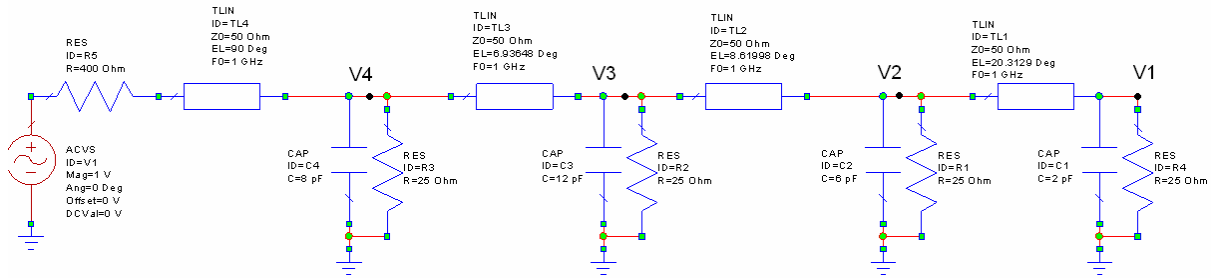 RES
ID=R5
R=400 Ohm
TLIN
ID=TL4
Z0=50 Ohm
EL=90 Deg
F0=1 GHz
V4
TLIN
ID=TL3
Z0=50 Ohm
EL=6.93648 Deg
F0=1 GHz
V3
TLIN
ID=TL2
Z0=50 Ohm
EL=8.61998 Deg
F0=1 GHz
V2
TLIN
ID=TL1
Z0=50 Ohm
EL=20.3129 Deg
F0=1 GHz
V1
ACVS
ID=V1
Mag=1 V
Ang=0 Deg
Offset=0 V
DCVal=0 V
CAP
ID=C4
C=8 pF
RES
ID=R3
R=25 Ohm
CAP
ID=C3
C=12 pF
RES
ID=R2
R=25 Ohm
CAP
ID=C2
C=6 pF
RES
ID=R1
R=25 Ohm
CAP
ID=C1
C=2 pF
RES
ID=R4
R=25 Ohm